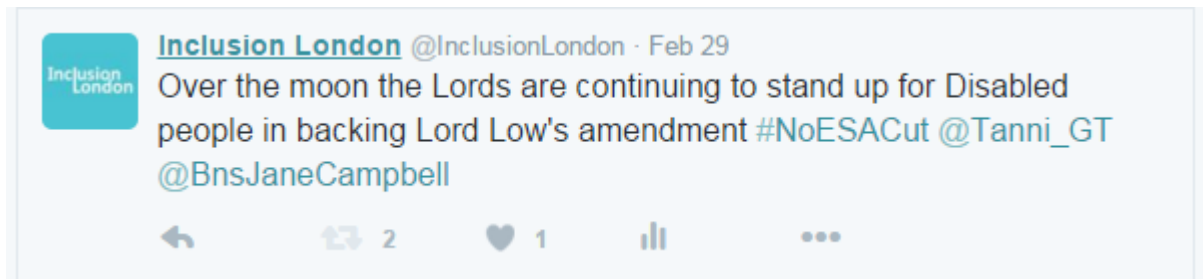 Inclusion
London
Inclusion London @InclusionLondon · Feb 29
Over the moon the Lords are continuing to stand up for Disabled
people in backing Lord Low's amendment #NoESACut @Tanni_GT
@BnsJaneCampbell
2 1